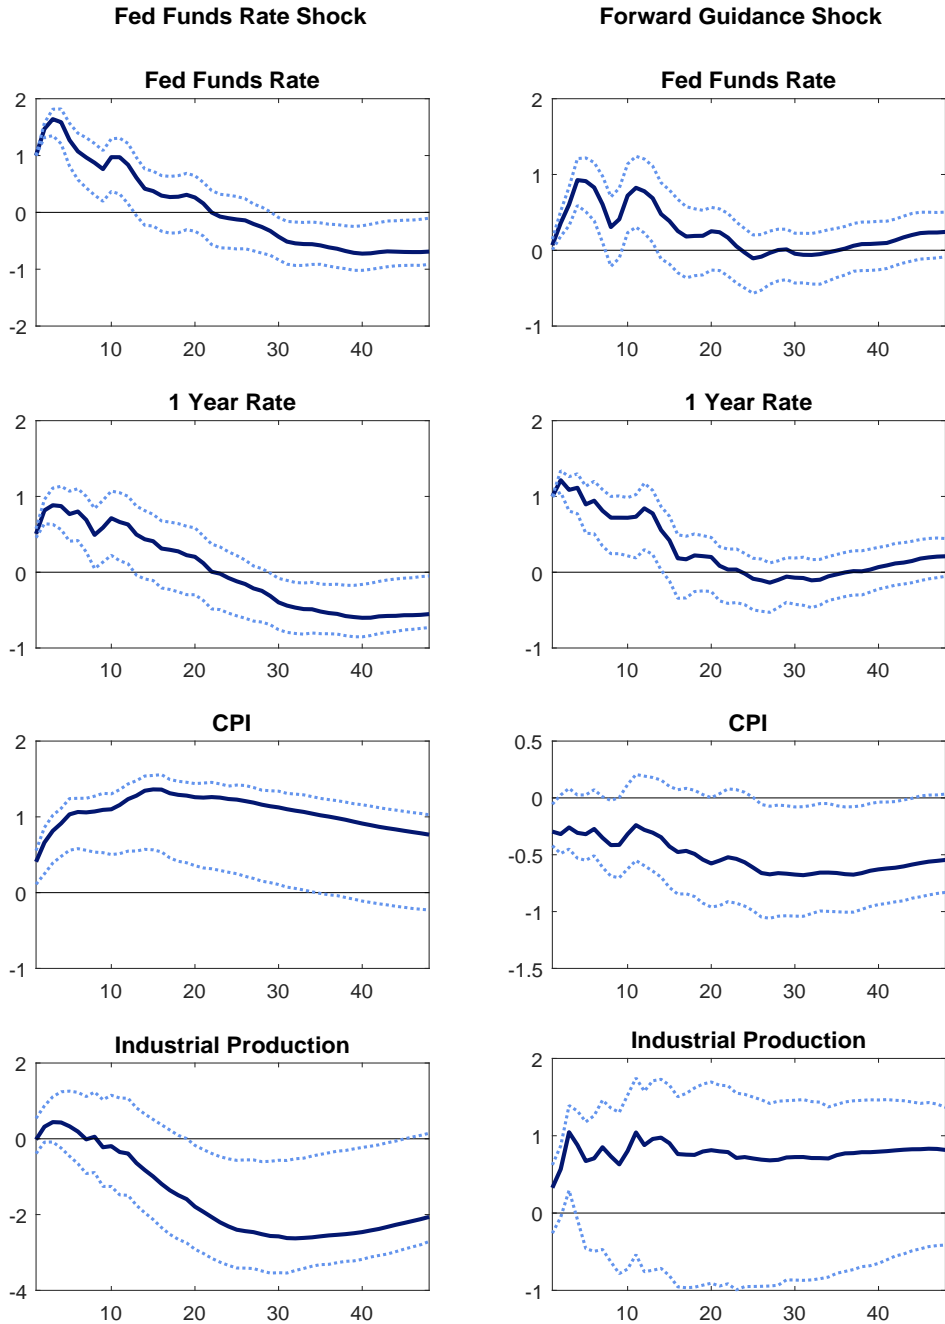 Fed Funds Rate Shock
Forward Guidance Shock
Fed Funds Rate
2
1
0
-1
-2
10 20 30 40
Fed Funds Rate
2
1
0
-1
10 20 30 40
1 Year Rate
2
1
0
-1
10 20 30 40
1 Year Rate
2
1
0
-1
10 20 30 40
CPI
2
1
0
-1
10 20 30 40
CPI
0.5
0
-0.5
-1
-1.5
10 20 30 40
Industrial Production
2
0
-2
-4
10 20 30 40
Industrial Production
2
1
0
-1
10 20 30 40